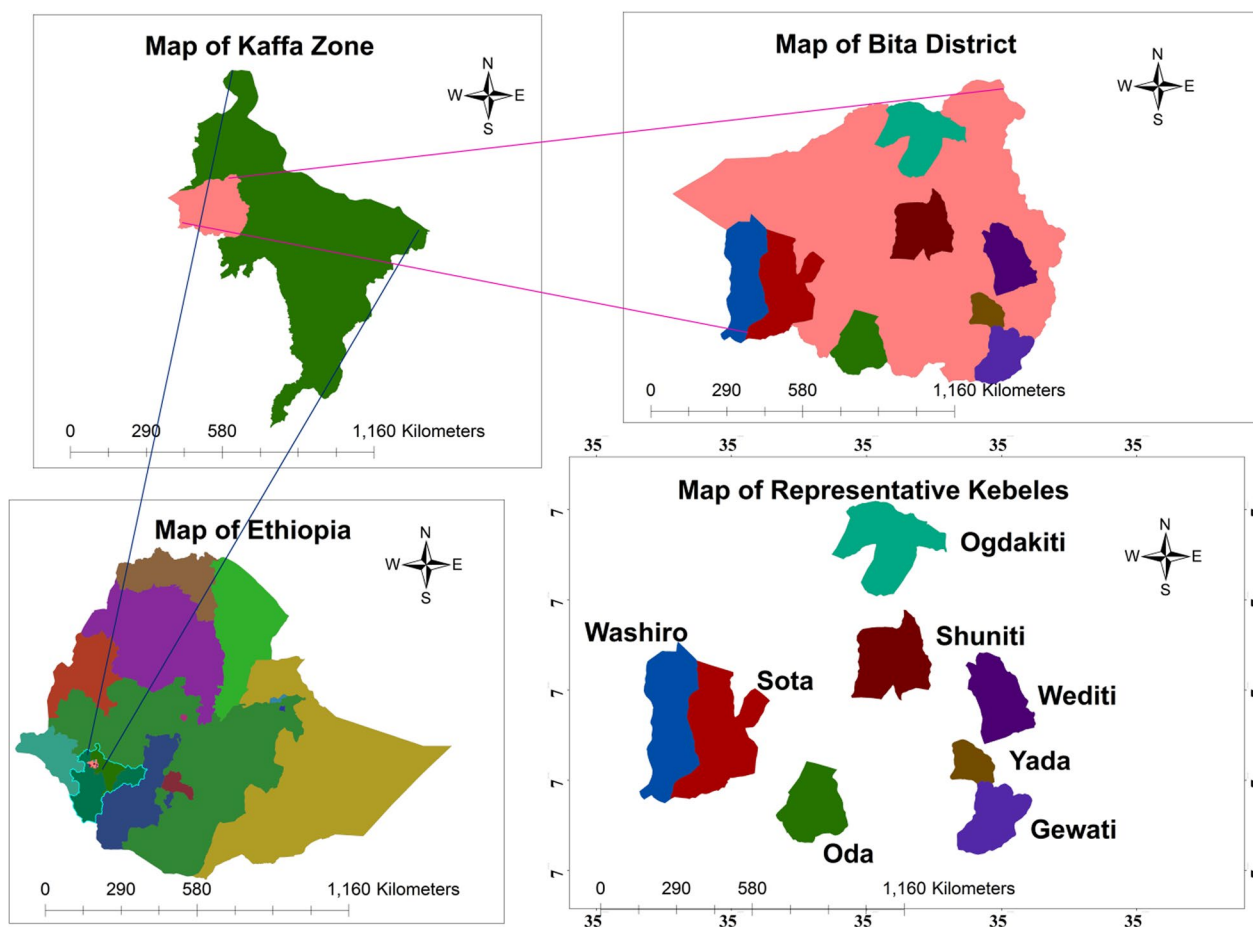 Map of Kaffa Zone
N
W E
S
0 290 580 1,160 Kilometers
Map of Bita District
N
W E
S
0 290 580 1,160 Kilometers
Map of Ethiopia
N
W E
S
0 290 580 1,160 Kilometers
35 35 35 35 35
Map of Representative Kebeles
N
W E
S
7
7
7
7
7
Ogdakiti
Shuniti
Washiro
Sota
Wediti
Yada
Gewati
Oda
0 290 580 1,160 Kilometers
35 35 35 35 35